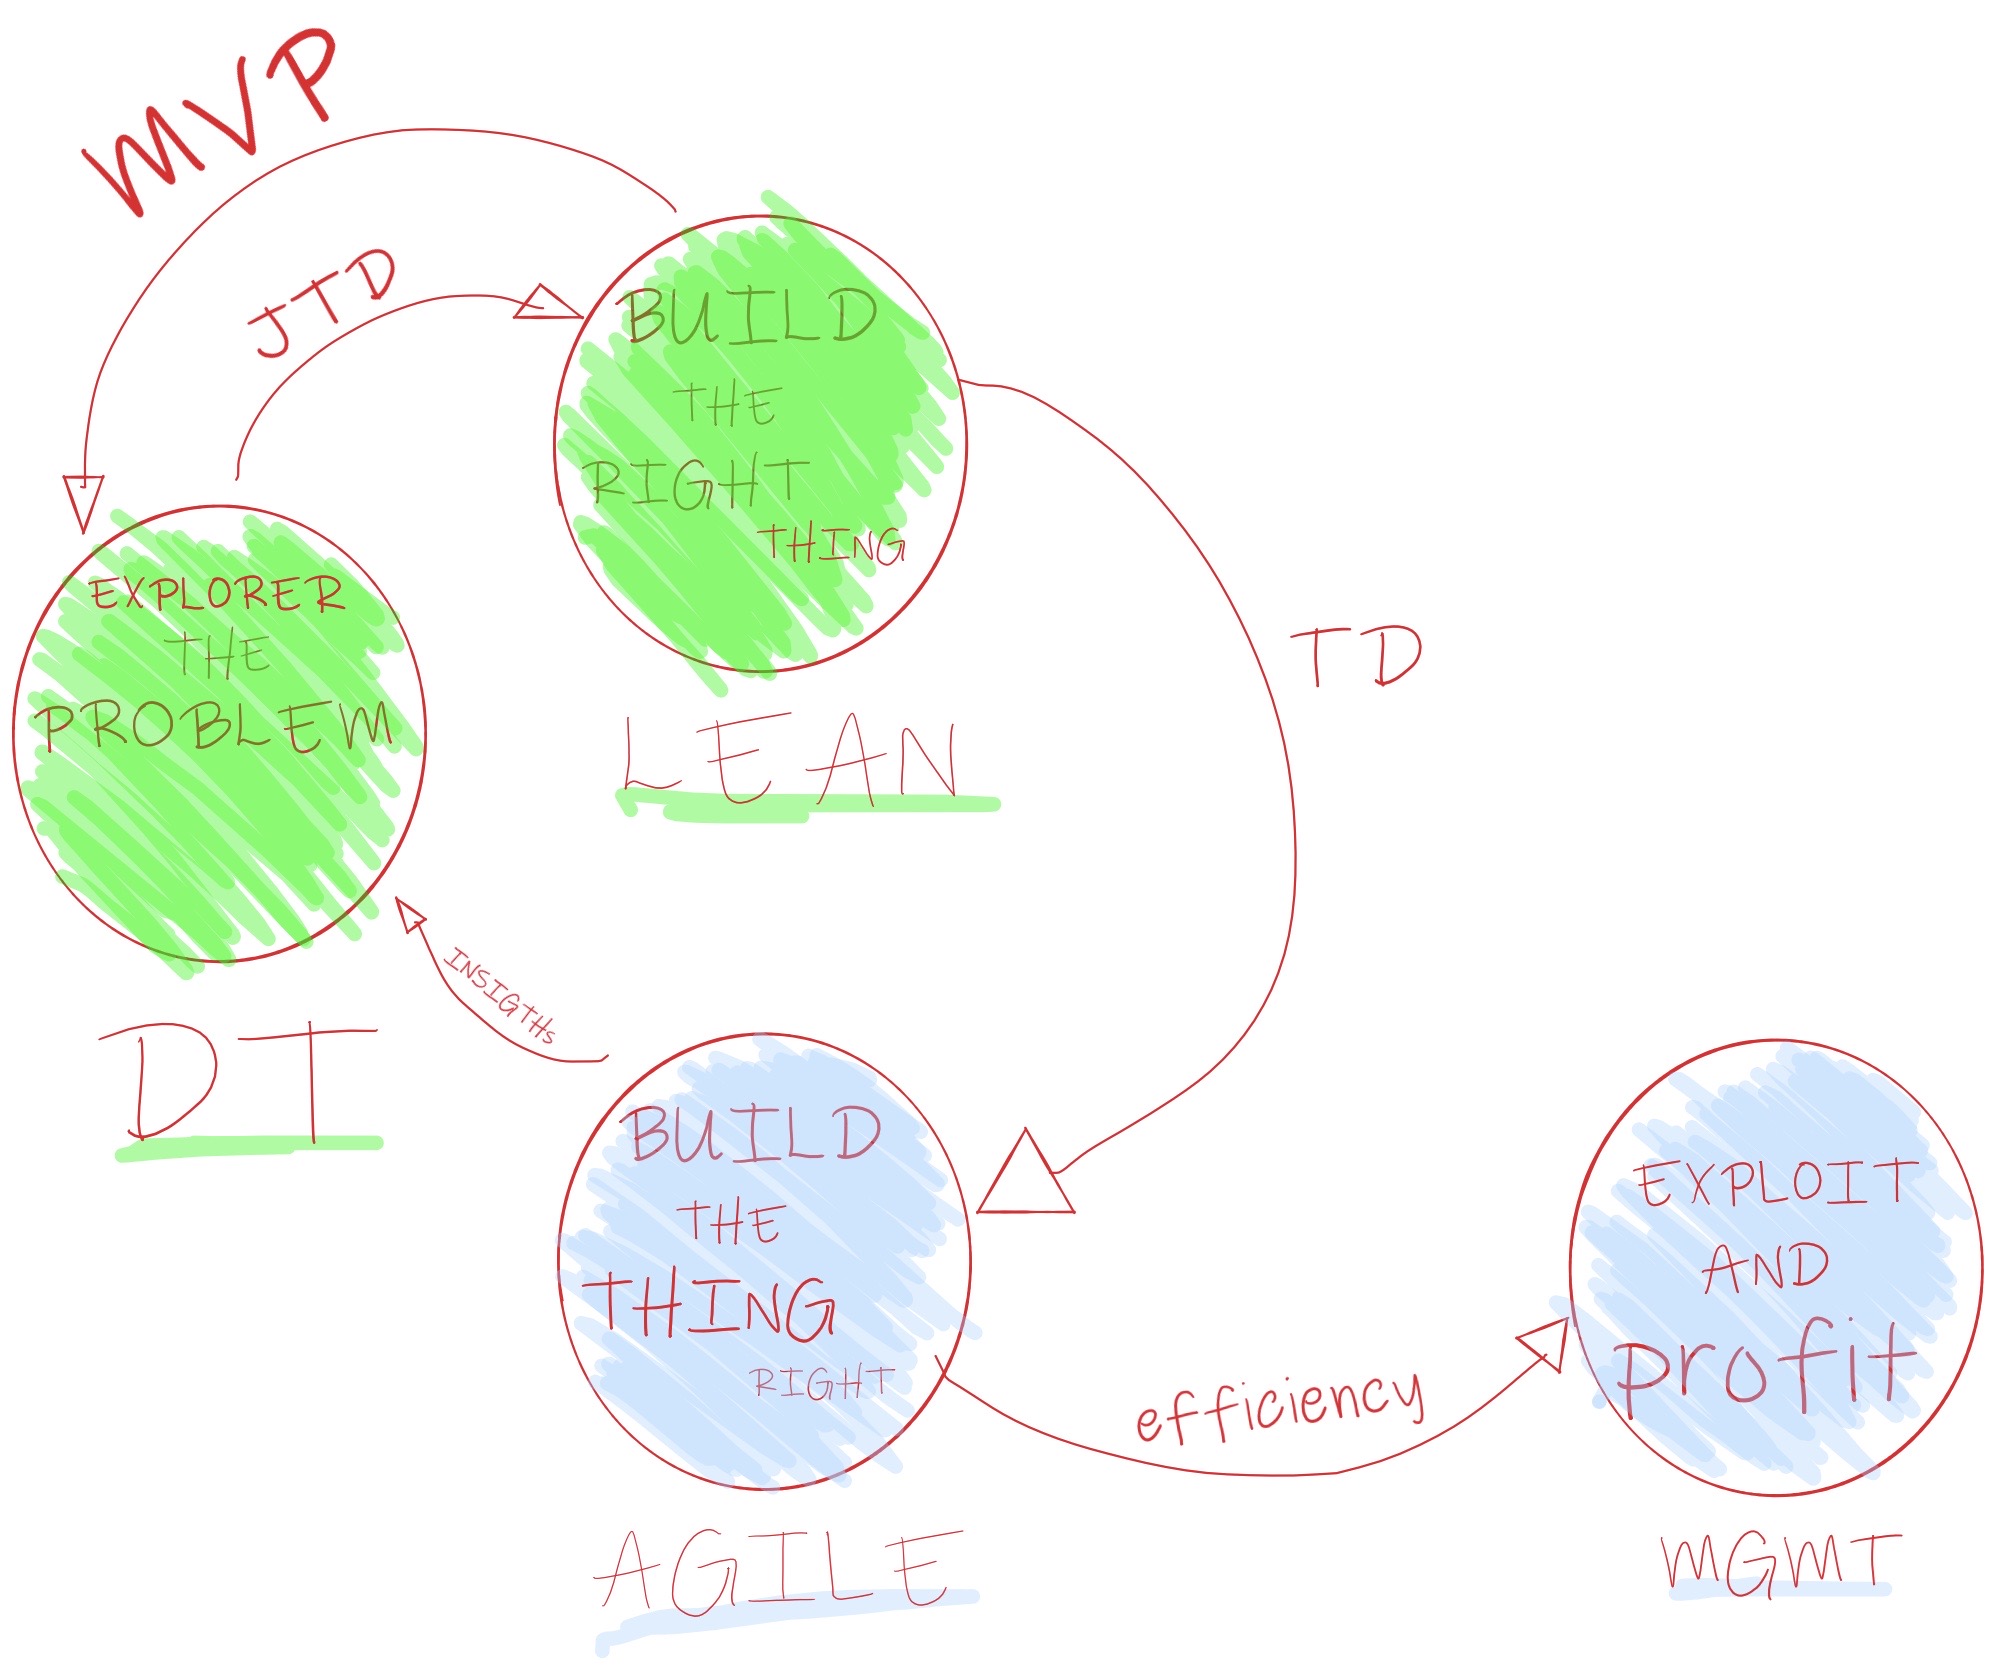 MVP
JTD
BUILD
THE
RIGHT
THING
LEAN
EXPLORER
THE
PROBLEM
DT
TD
INSIGTHs
BUILD
THE
THING
RIGHT
AGILE
efficiency
EXPLOIT
AND
profit
MGMT